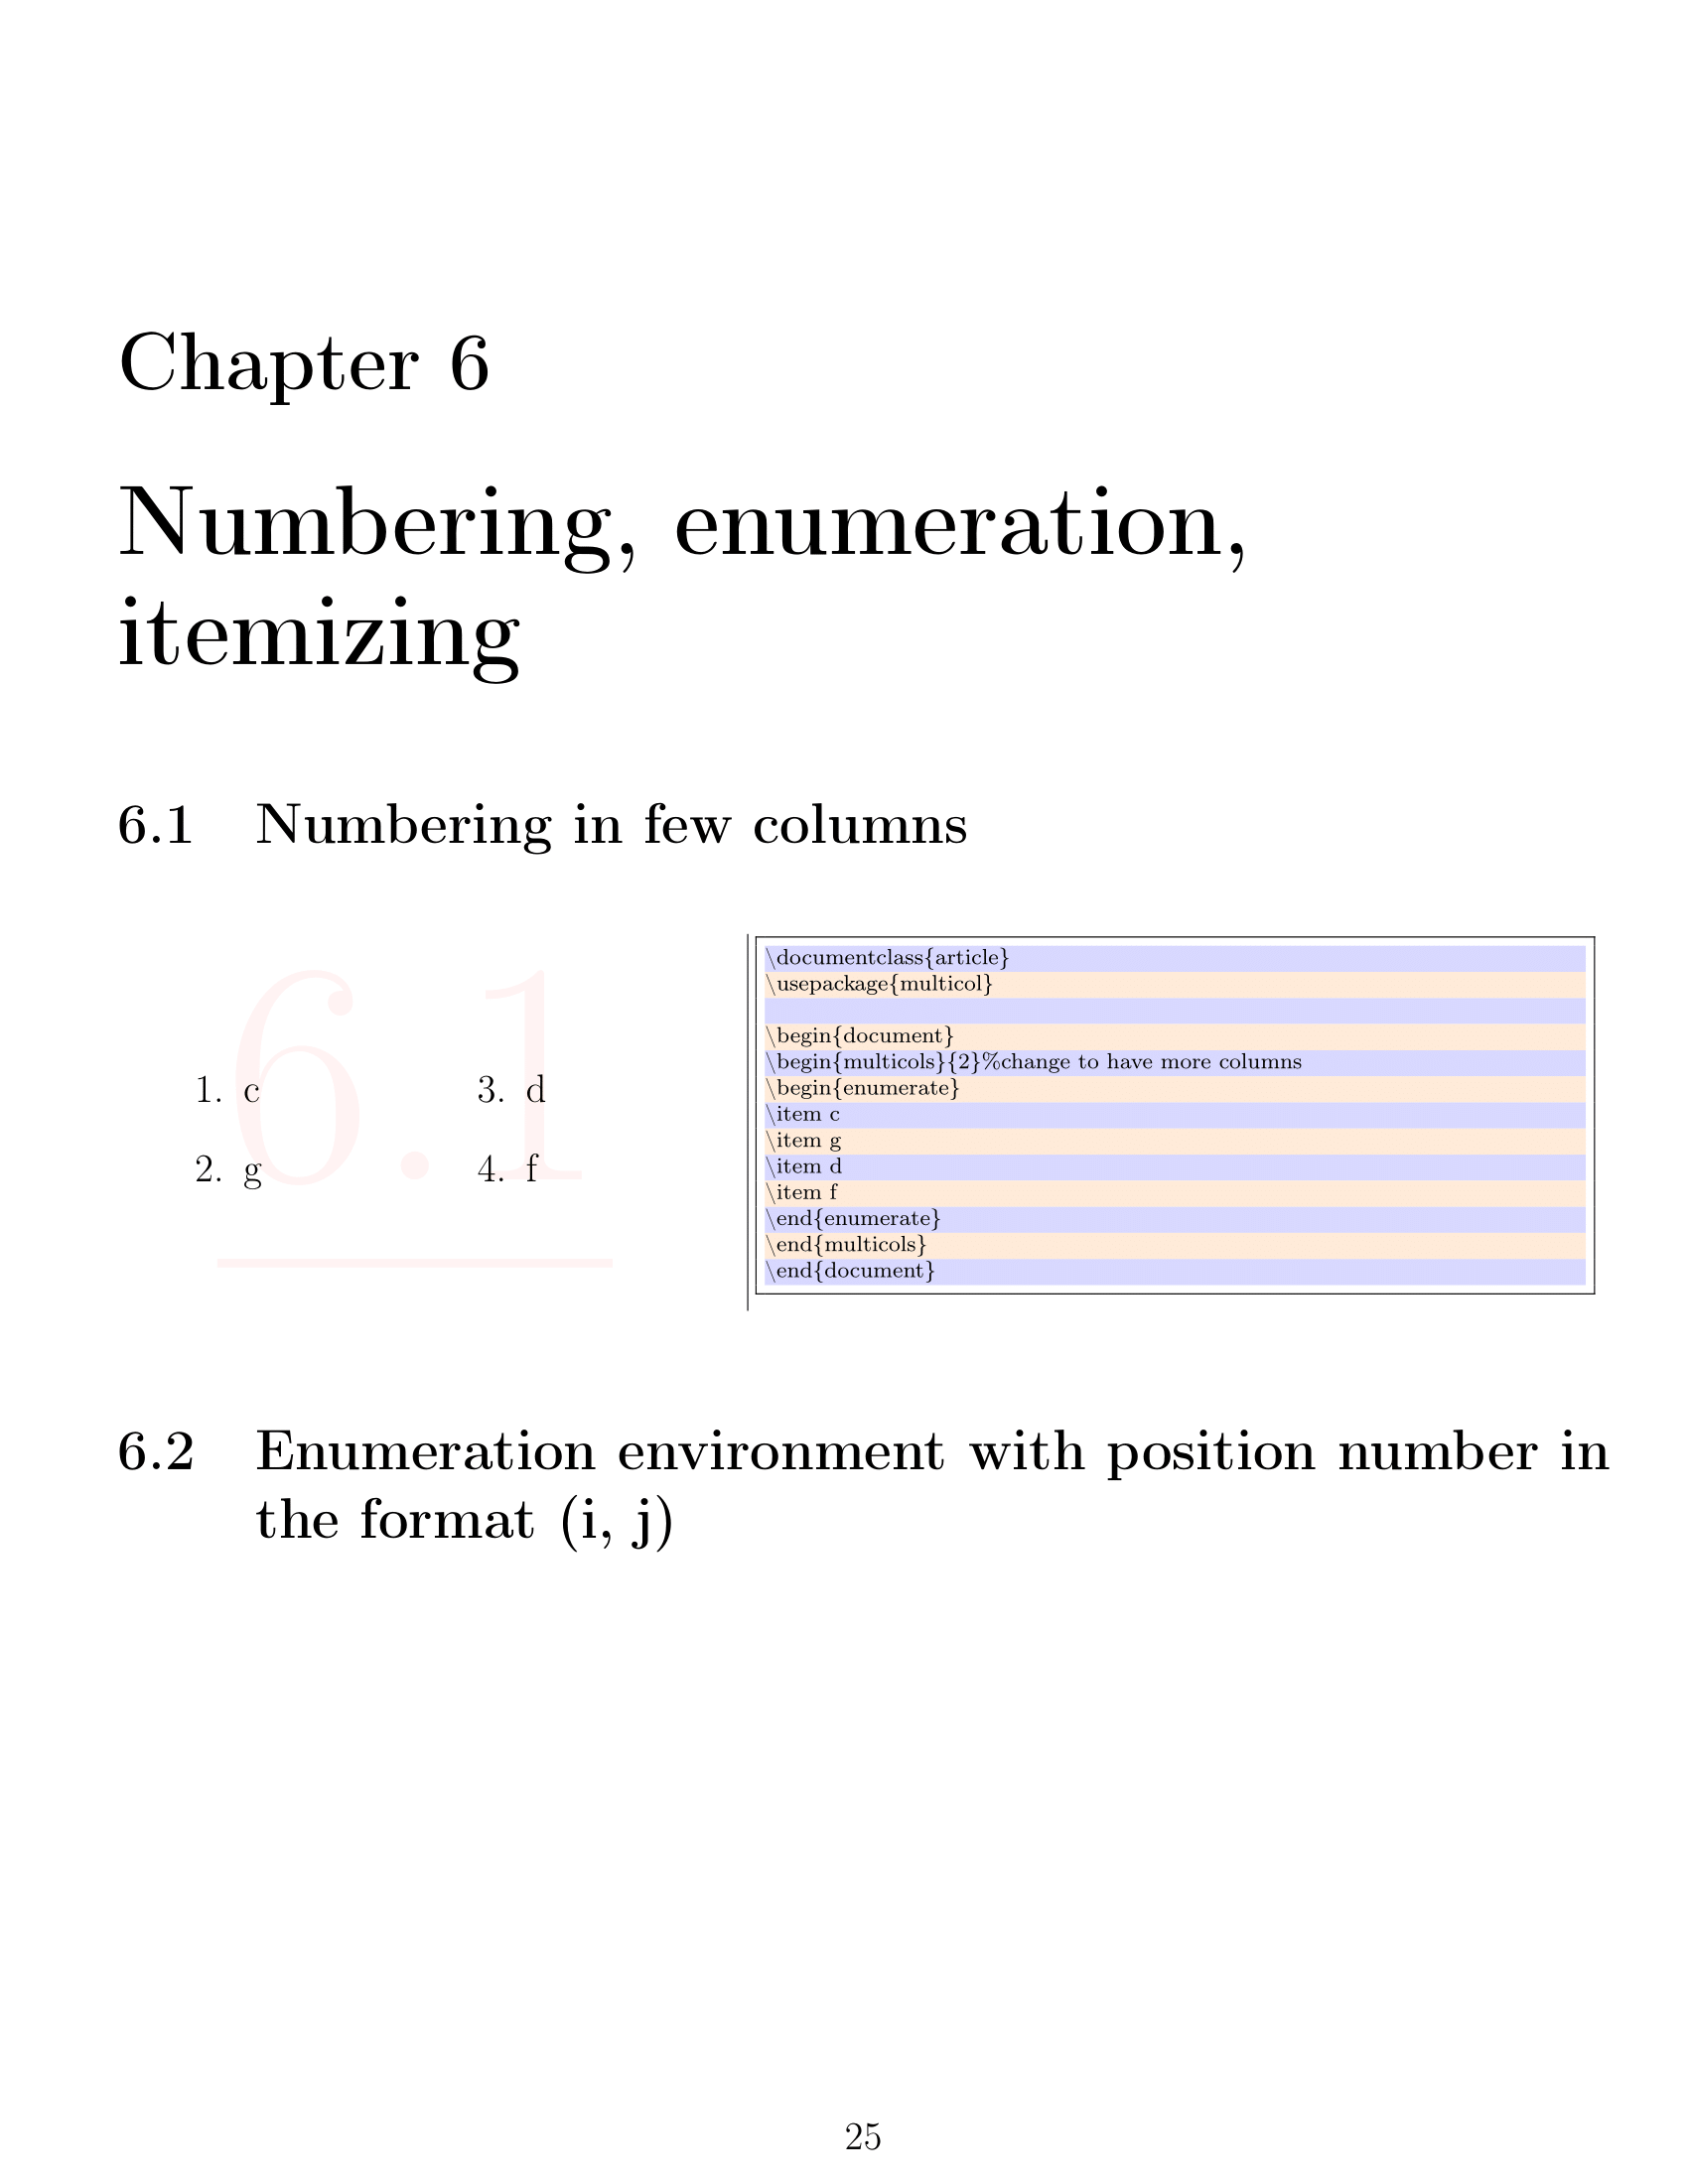 Chapter 6
Numbering, enumeration,
itemizing
6.1 Numbering in few columns
6.1
1. c
2. g
3. d
4. f
\documentclass{article}
\usepackage{multicol}
\begin{document}
\begin{multicols}{2}%change to have more columns
\begin{enumerate}
\item c
\item g
\item d
\item f
\end{enumerate}
\end{multicols}
\end{document}
6.2 Enumeration environment with position number in
the format (i, j)
25